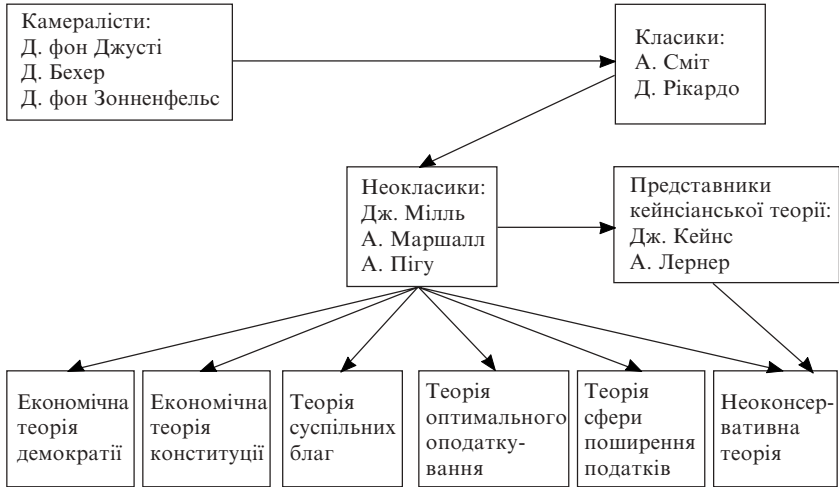 Камералісти:
Д. фон Джусті
Д. Бехер
Д. фон Зонненфельс
Класики:
А. Сміт
Д. Рікардо
Неокласики:
Дж. Мілль
А. Маршалл
А. Пігу
Представники
кейнсіанської теорії:
Дж. Кейнс
А. Лернер
Економічна
теорія
демократії
Економічна
теорія
конституції
Теорія
суспільних
благ
Теорія
оптимального
оподатку-
вання
Теорія
сфери
поширення
податків
Неоконсер-
вативна
теорія